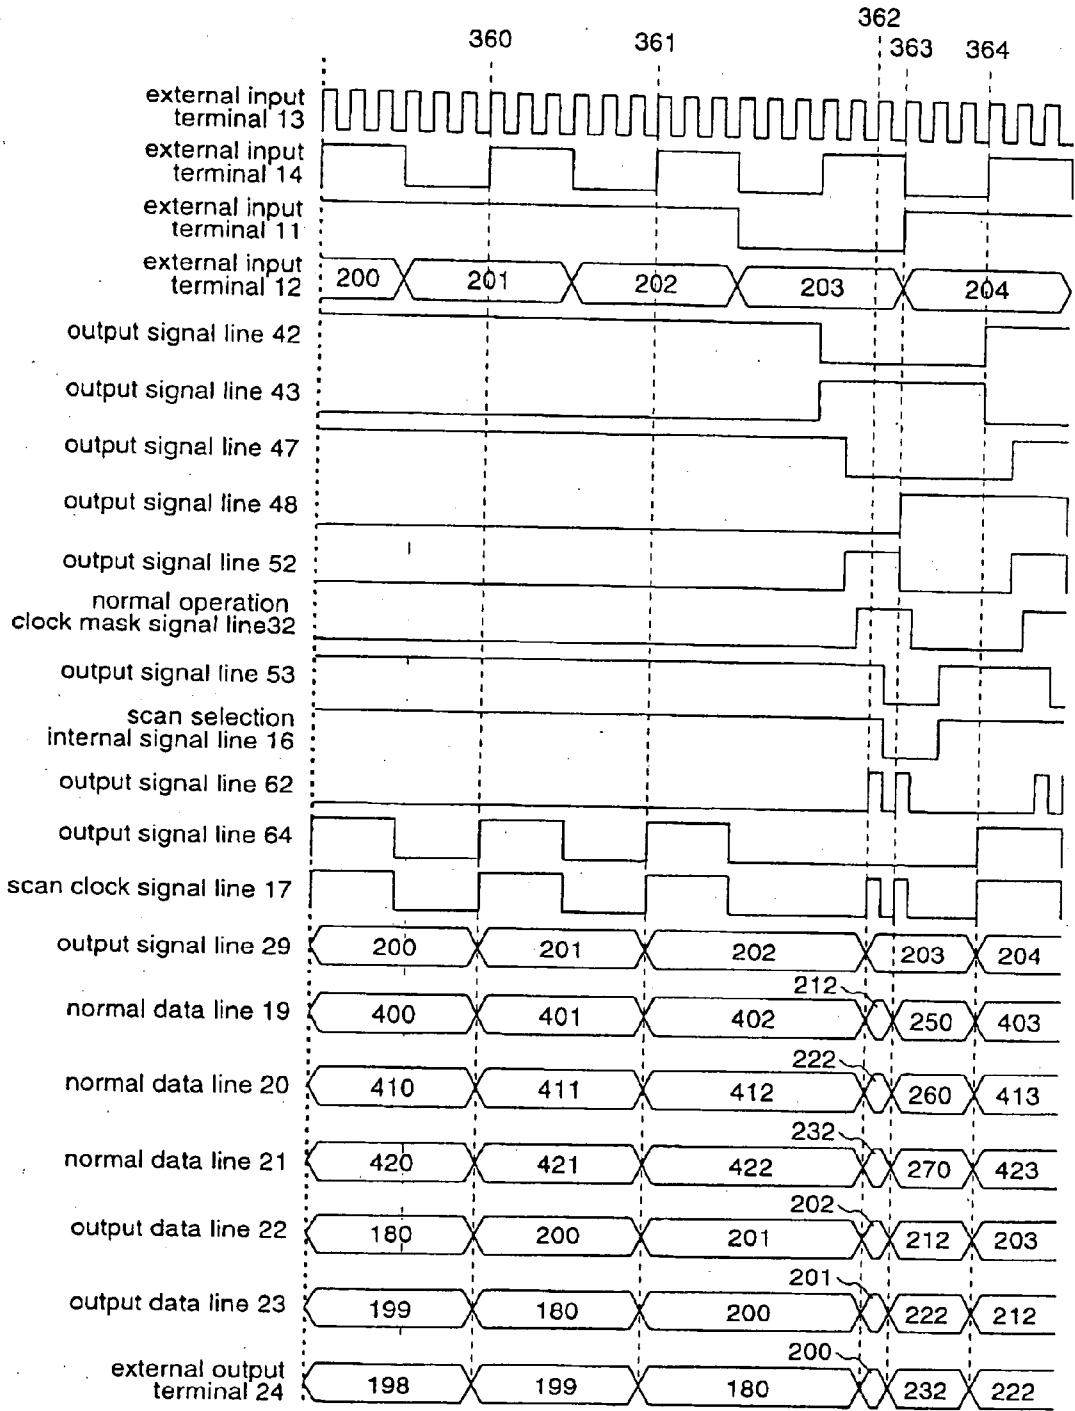 362
360 361 363 364
external input
terminal 13
external input
terminal 14
external input
terminal 11
external input
terminal 12 200 201 202 203 204
output signal line 42
output signal line 43
output signal line 47
output signal line 48
output signal line 52
normal operation
clock mask signal line32
output signal line 53
scan selection
internal signal line 16
output signal line 62
output signal line 64
scan clock signal line 17
output signal line 29 200 201 202 203 204
212
normal data line 19 400 401 402 250 403
222
normal data line 20 410 411 412 260 413
232
normal data line 21 420 421 422 270 423
202
output data line 22 180 200 201 212 203
201
output data line 23 199 180 200 222 212
200
external output
terminal 24 198 199 180 232 222